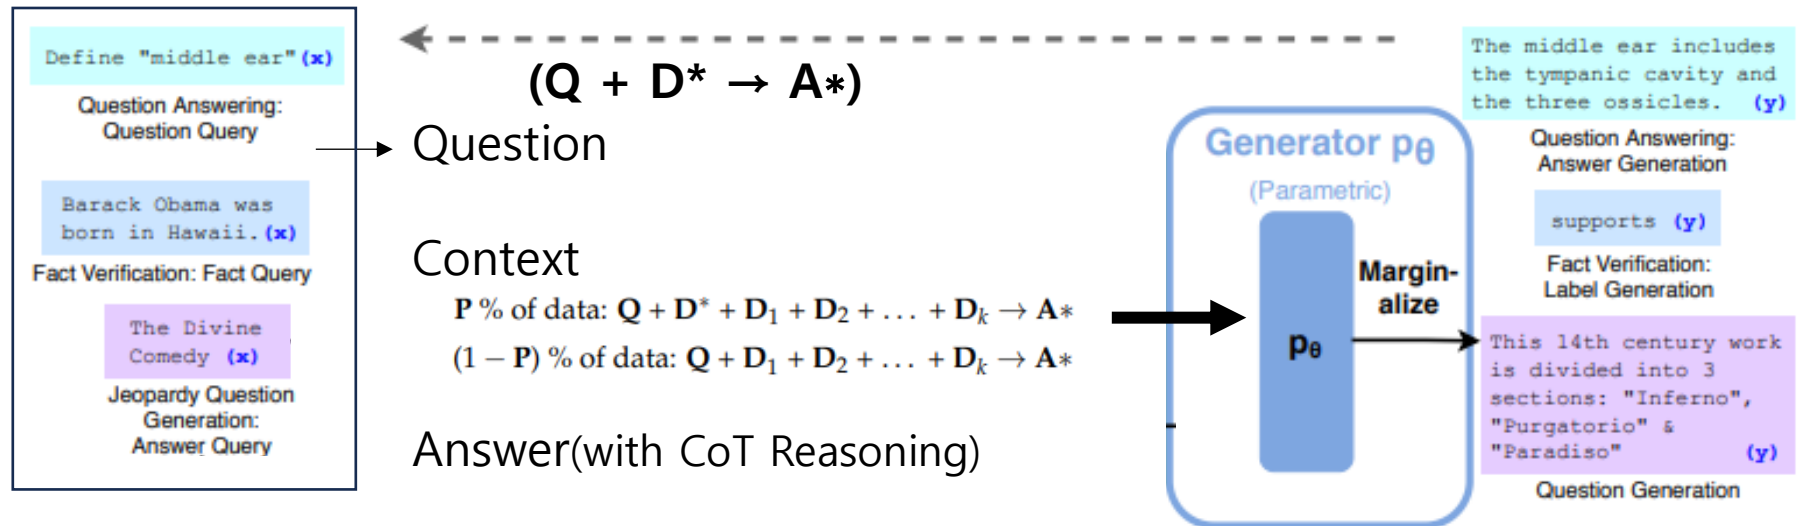 Define "middle ear" (x)
Question Answering:
Question Query
Barack Obama was
born in Hawaii. (x)
Fact Verification: Fact Query
The Divine
Comedy (x)
Jeopardy Question
Generation:
Answer Query
(Q + D* → A*)
Question
Context
P % of data: Q + D* + D₁ + D₂ + … + Dₖ → A*
(1 − P) % of data: Q + D₁ + D₂ + … + Dₖ → A*
Answer(with CoT Reasoning)
Generator pθ
(Parametric)
pθ
Margin-
alize
The middle ear includes
the tympanic cavity and
the three ossicles. (y)
Question Answering:
Answer Generation
supports (y)
Fact Verification:
Label Generation
This 14th century work
is divided into 3
sections: "Inferno",
"Purgatorio" &
"Paradiso" (y)
Question Generation